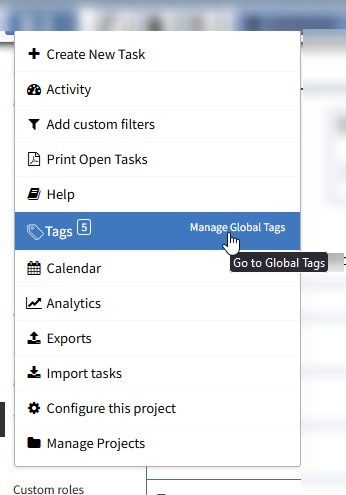 Create New Task
Activity
Add custom filters
Print Open Tasks
Help
Tags 5 Manage Global Tags
Go to Global Tags
Calendar
Analytics
Exports
Import tasks
Configure this project
Manage Projects
Custom roles